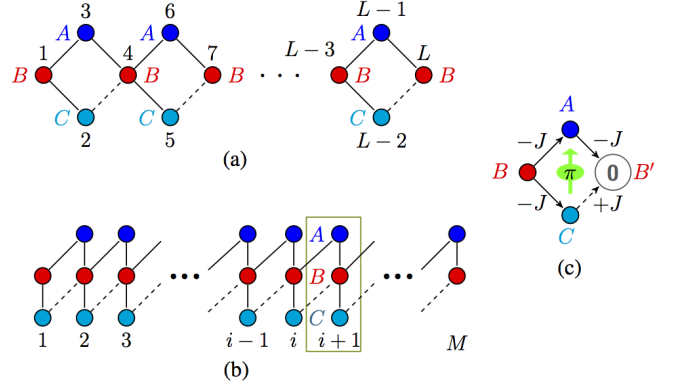 3 6 L − 1
A A A
1 4 7 L − 3 L
B B B · · · B B
C C C
2 5 L − 2
(a)
A
−J −J
B π 0 B′
−J +J
C
(c)
A
··· B ···
C
1 2 3 i − 1 i i + 1 M
(b)